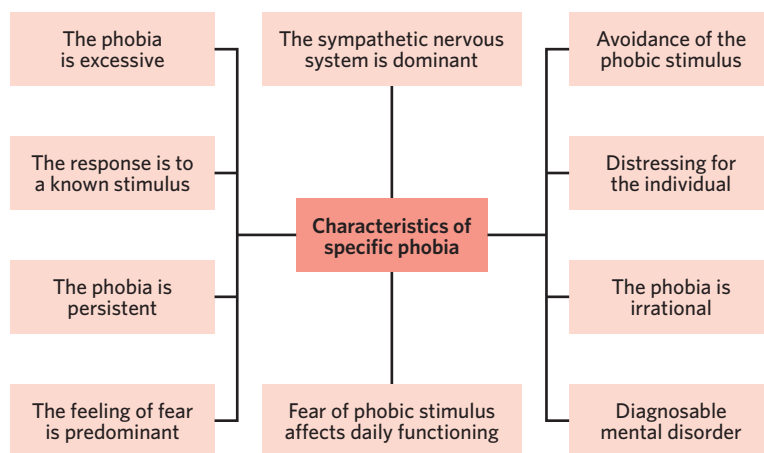 The phobia
is excessive
The sympathetic nervous
system is dominant
Avoidance of the
phobic stimulus
The response is to
a known stimulus
Distressing for
the individual
Characteristics of
specific phobia
The phobia is
persistent
The phobia is
irrational
The feeling of fear
is predominant
Fear of phobic stimulus
affects daily functioning
Diagnosable
mental disorder